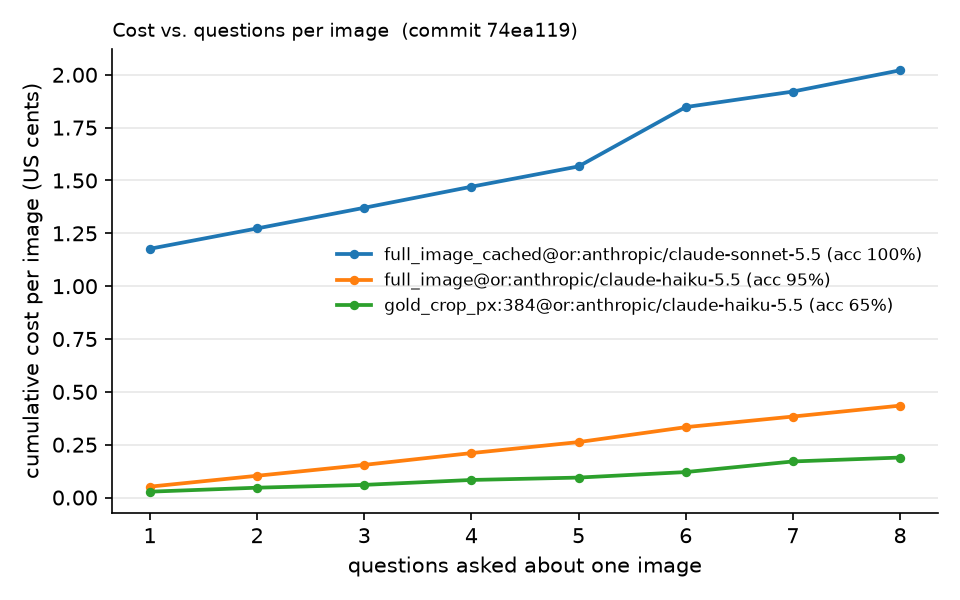 Cost vs. questions per image  (commit 74ea119)
cumulative cost per image (US cents)
2.00
1.75
1.50
1.25
1.00
0.75
0.50
0.25
0.00
full_image_cached@or:anthropic/claude-sonnet-5.5 (acc 100%)
full_image@or:anthropic/claude-haiku-5.5 (acc 95%)
gold_crop_px:384@or:anthropic/claude-haiku-5.5 (acc 65%)
1 2 3 4 5 6 7 8
questions asked about one image